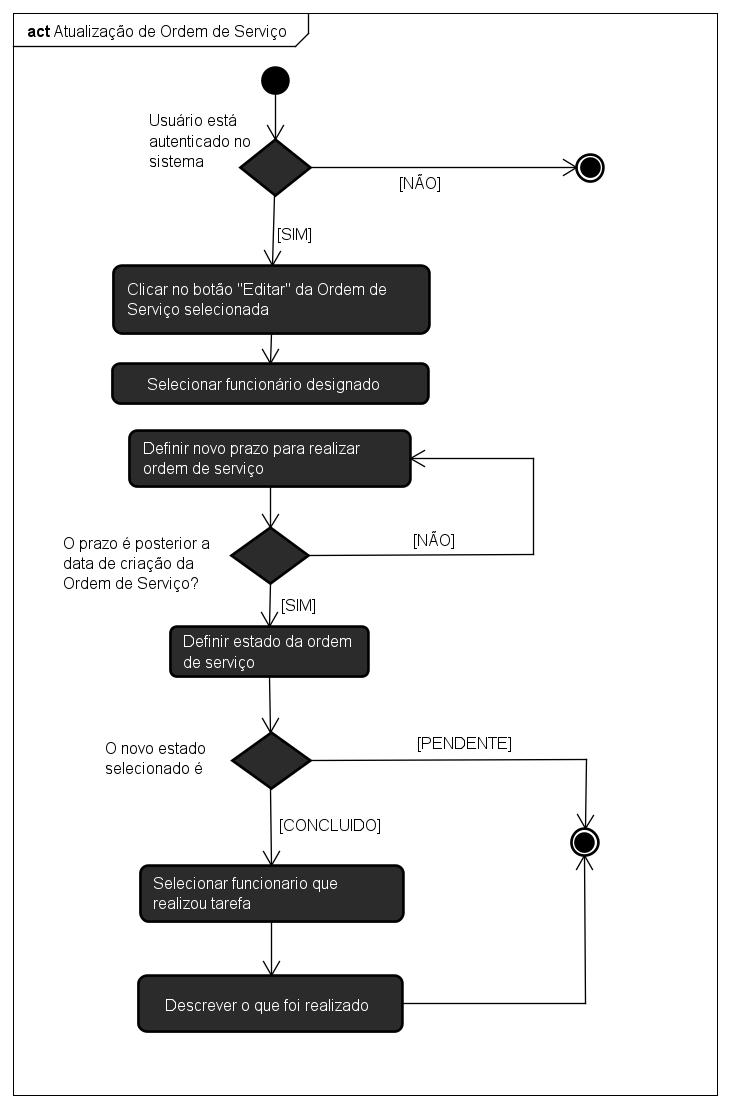 act Atualização de Ordem de Serviço
Usuário está
autenticado no
sistema
[NÃO]
[SIM]
Clicar no botão "Editar" da Ordem de
Serviço selecionada
Selecionar funcionário designado
Definir novo prazo para realizar
ordem de serviço
O prazo é posterior a
data de criação da
Ordem de Serviço?
[NÃO]
[SIM]
Definir estado da ordem
de serviço
O novo estado
selecionado é
[PENDENTE]
[CONCLUIDO]
Selecionar funcionario que
realizou tarefa
Descrever o que foi realizado